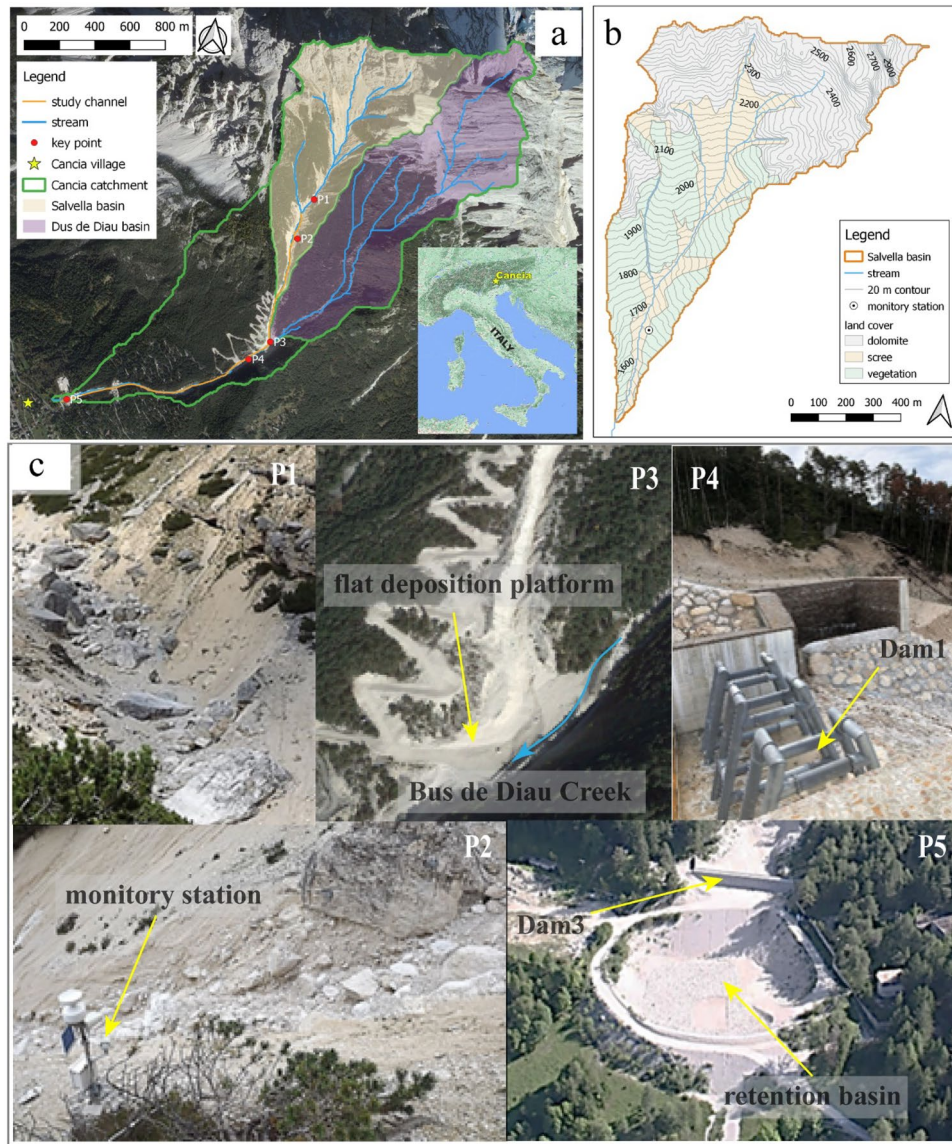 a
0 200 400 600 800 m
Legend
study channel
stream
key point
Cancia village
Cancia catchment
Salvella basin
Dus de Diau basin
P1
P2
P3
P4
P5
Cancia
ITALY
b
2500
2600
2700
2900
2300
2400
2200
2100
2000
1900
1800
1700
1600
Legend
Salvella basin
stream
20 m contour
monitory station
land cover
dolomite
scree
vegetation
0 100 200 300 400 m
c
P1
P3
flat deposition platform
Bus de Diau Creek
P4
Dam1
P2
monitory station
P5
Dam3
retention basin